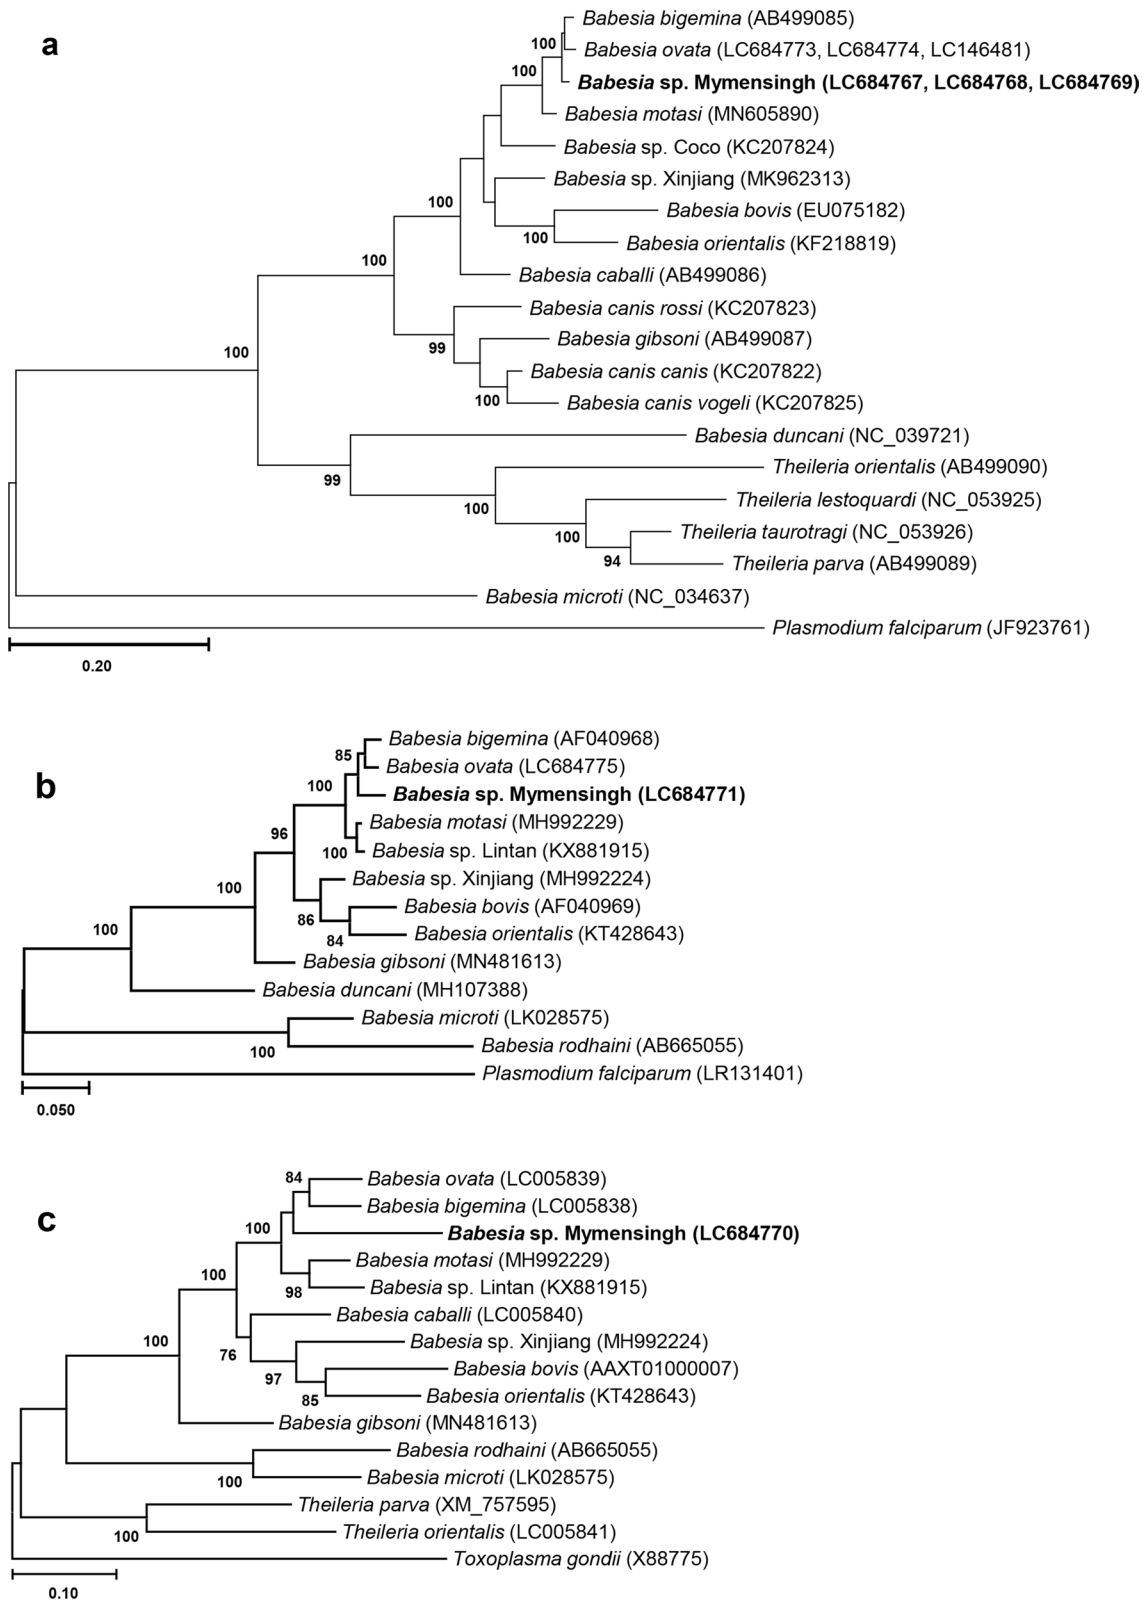 a
Babesia bigemina (AB499085)
100
Babesia ovata (LC684773, LC684774, LC146481)
100
Babesia sp. Mymensingh (LC684767, LC684768, LC684769)
Babesia motasi (MN605890)
Babesia sp. Coco (KC207824)
Babesia sp. Xinjiang (MK962313)
100
Babesia bovis (EU075182)
100
Babesia orientalis (KF218819)
100
Babesia caballi (AB499086)
Babesia canis rossi (KC207823)
99
Babesia gibsoni (AB499087)
100
Babesia canis canis (KC207822)
100
Babesia canis vogeli (KC207825)
Babesia duncani (NC_039721)
99
Theileria orientalis (AB499090)
100
Theileria lestoquardi (NC_053925)
100
Theileria taurotragi (NC_053926)
94
Theileria parva (AB499089)
Babesia microti (NC_034637)
Plasmodium falciparum (JF923761)
0.20
b
Babesia bigemina (AF040968)
85
Babesia ovata (LC684775)
100
Babesia sp. Mymensingh (LC684771)
Babesia motasi (MH992229)
96
100
Babesia sp. Lintan (KX881915)
Babesia sp. Xinjiang (MH992224)
100
Babesia bovis (AF040969)
86
Babesia orientalis (KT428643)
100
84
Babesia gibsoni (MN481613)
Babesia duncani (MH107388)
Babesia microti (LK028575)
100
Babesia rodhaini (AB665055)
Plasmodium falciparum (LR131401)
0.050
c
84
Babesia ovata (LC005839)
Babesia bigemina (LC005838)
100
Babesia sp. Mymensingh (LC684770)
Babesia motasi (MH992229)
100
98
Babesia sp. Lintan (KX881915)
Babesia caballi (LC005840)
100
Babesia sp. Xinjiang (MH992224)
76
Babesia bovis (AAXT01000007)
97
Babesia orientalis (KT428643)
85
Babesia gibsoni (MN481613)
Babesia rodhaini (AB665055)
100
Babesia microti (LK028575)
Theileria parva (XM_757595)
100
Theileria orientalis (LC005841)
Toxoplasma gondii (X88775)
0.10